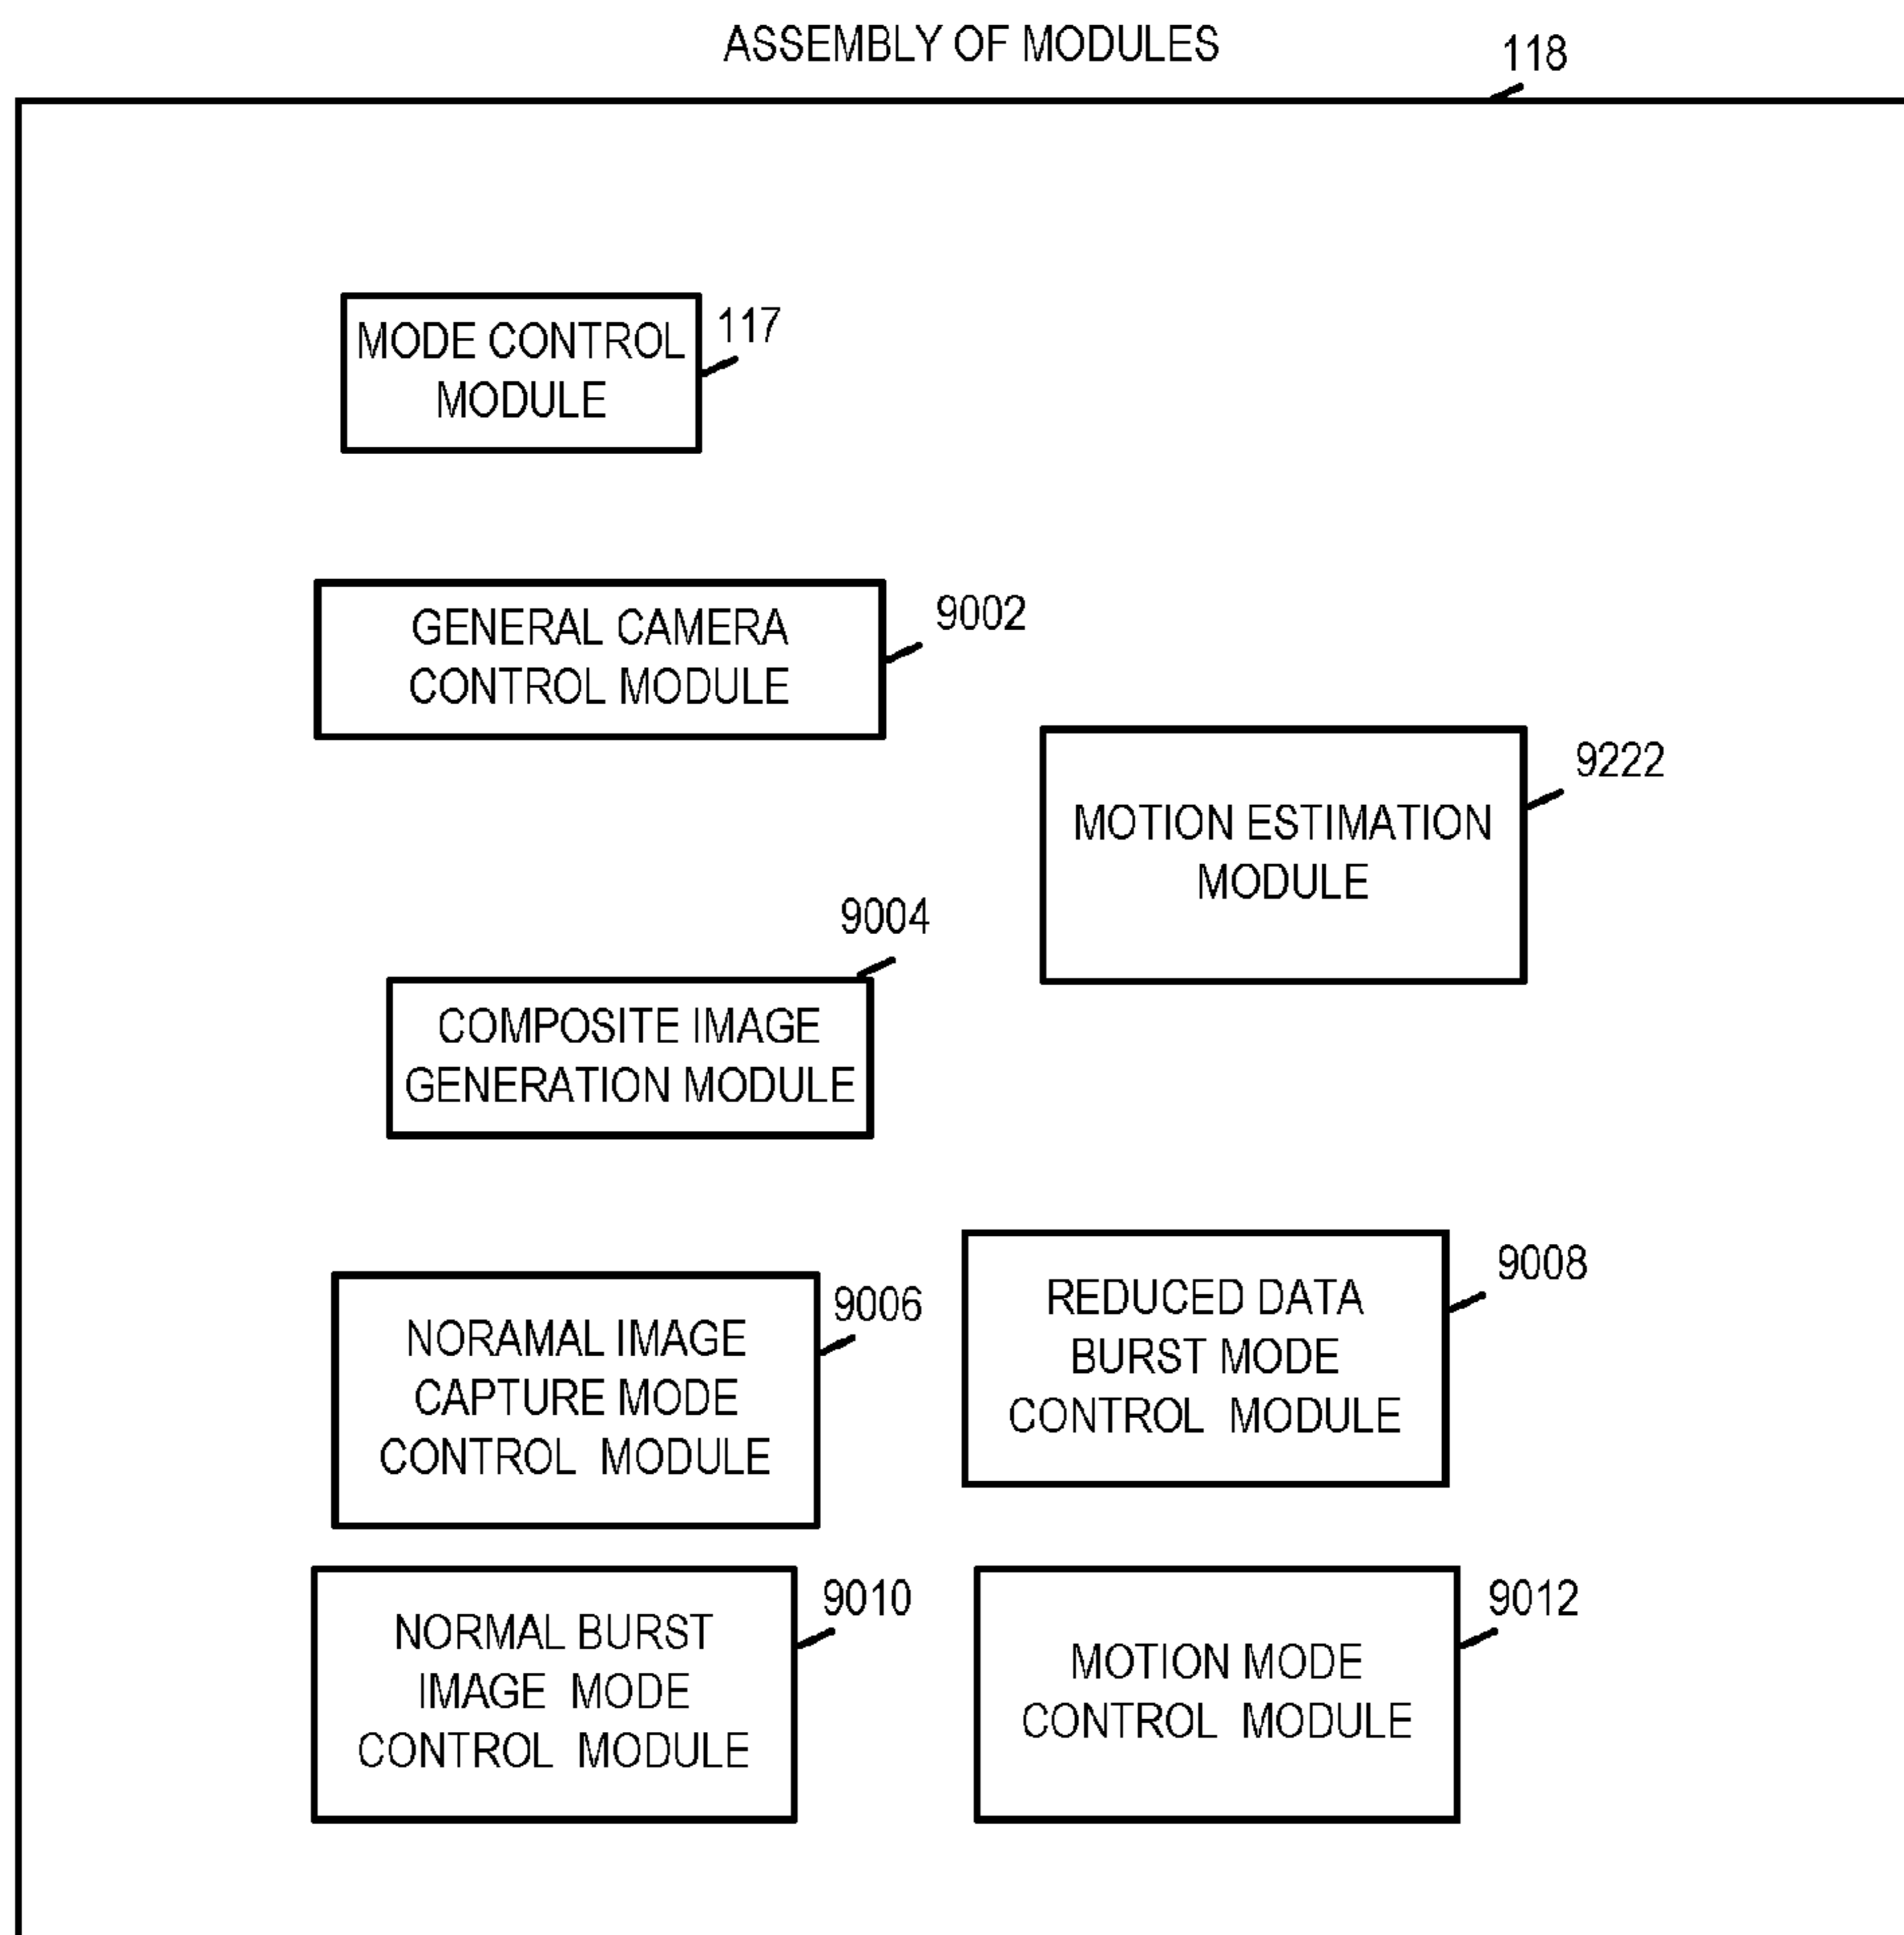 ASSEMBLY OF MODULES
118
MODE CONTROL
MODULE
117
GENERAL CAMERA
CONTROL MODULE
9002
MOTION ESTIMATION
MODULE
9222
COMPOSITE IMAGE
GENERATION MODULE
9004
NORAMAL IMAGE
CAPTURE MODE
CONTROL MODULE
9006
REDUCED DATA
BURST MODE
CONTROL MODULE
9008
NORMAL BURST
IMAGE MODE
CONTROL MODULE
9010
MOTION MODE
CONTROL MODULE
9012